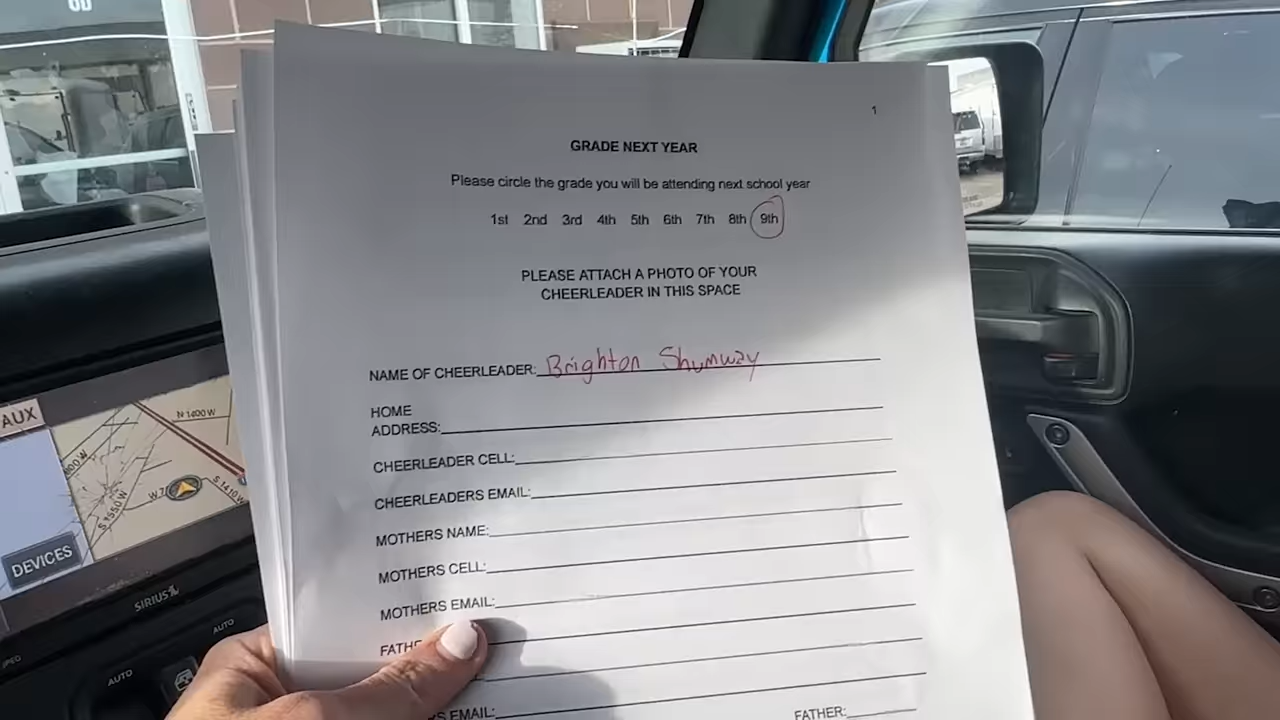 1
GRADE NEXT YEAR
Please circle the grade you will be attending next school year
1st 2nd 3rd 4th 5th 6th 7th 8th 9th
PLEASE ATTACH A PHOTO OF YOUR
CHEERLEADER IN THIS SPACE
NAME OF CHEERLEADER: Brighton Shumway
HOME
ADDRESS:
CHEERLEADER CELL:
CHEERLEADERS EMAIL:
MOTHERS NAME:
MOTHERS CELL:
MOTHERS EMAIL:
FATHE
S EMAIL:
FATHER:
AUX
N 1400 W
W 7
S 1550 W
S 1410 W
DEVICES
SIRIUS
AUTO
AUTO